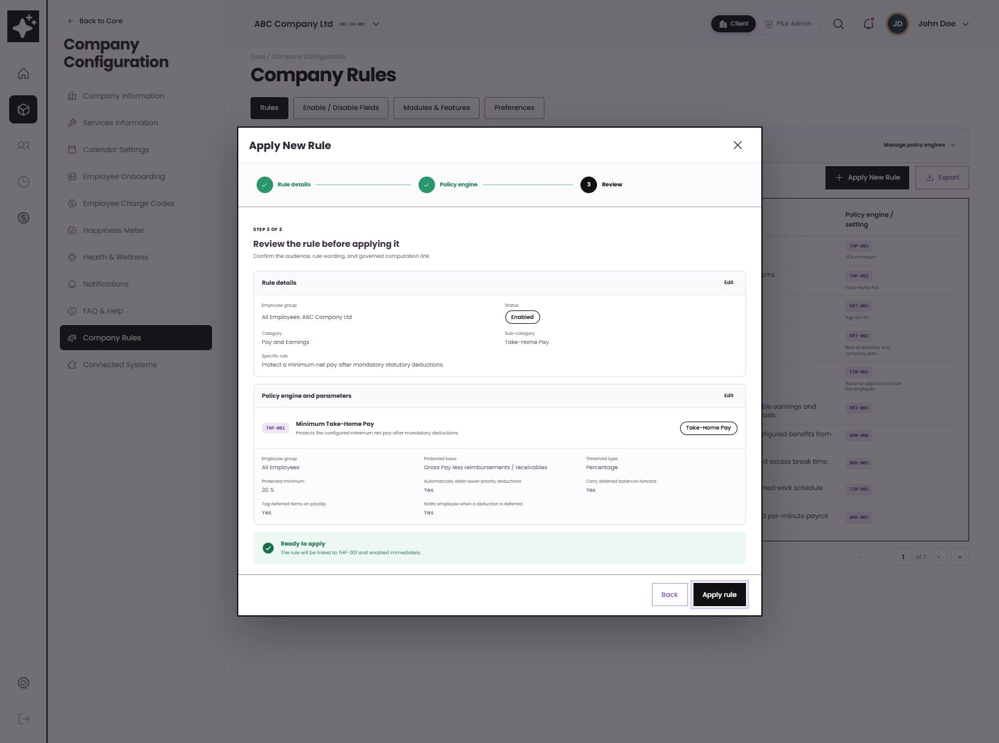 ← Back to Core
Company
Configuration
Company Information
Services Information
Calendar Settings
Employee Onboarding
Employee Charge Codes
Happiness Meter
Health & Wellness
Notifications
FAQ & Help
Company Rules
Connected Systems
ABC Company Ltd ABC-PH-001
Client
P&A Admin
JD
John Doe
Core / Company Configuration
Company Rules
Rules
Enable / Disable Fields
Modules & Features
Preferences
Manage policy engines →
+ Apply New Rule
Export
Policy engine /
setting
THP-001
30% minimum
ems
THP-002
Take-Home Pay
RET-001
Age 60–65
RET-002
Best of statutory and
company plan
FIN-001
Raise for approval and bill
the employee
ble earnings and
asis.
REI-001
nfigured benefits from
BEN-006
d excess break time.
BRK-001
ned work schedule
TIM-001
d per-minute payroll
WRK-001
« ‹ 1 of 7 › »
Apply New Rule
Rule details
Policy engine
3 Review
STEP 3 OF 3
Review the rule before applying it
Confirm the audience, rule wording, and governed computation link.
Rule details
Edit
Employee group
All Employees: ABC Company Ltd
Status
Enabled
Category
Pay and Earnings
Sub-category
Take-Home Pay
Specific rule
Protect a minimum net pay after mandatory statutory deductions.
Policy engine and parameters
Edit
THP-001
Minimum Take-Home Pay
Protects the configured minimum net pay after mandatory deductions.
Take-Home Pay
Employee group
All Employees
Protected base
Gross Pay less reimbursements / receivables
Threshold type
Percentage
Protected minimum
30 %
Automatically defer lower-priority deductions
Yes
Carry deferred balances forward
Yes
Tag deferred items on payslip
Yes
Notify employee when a deduction is deferred
Yes
Ready to apply
The rule will be linked to THP-001 and enabled immediately.
Back
Apply rule